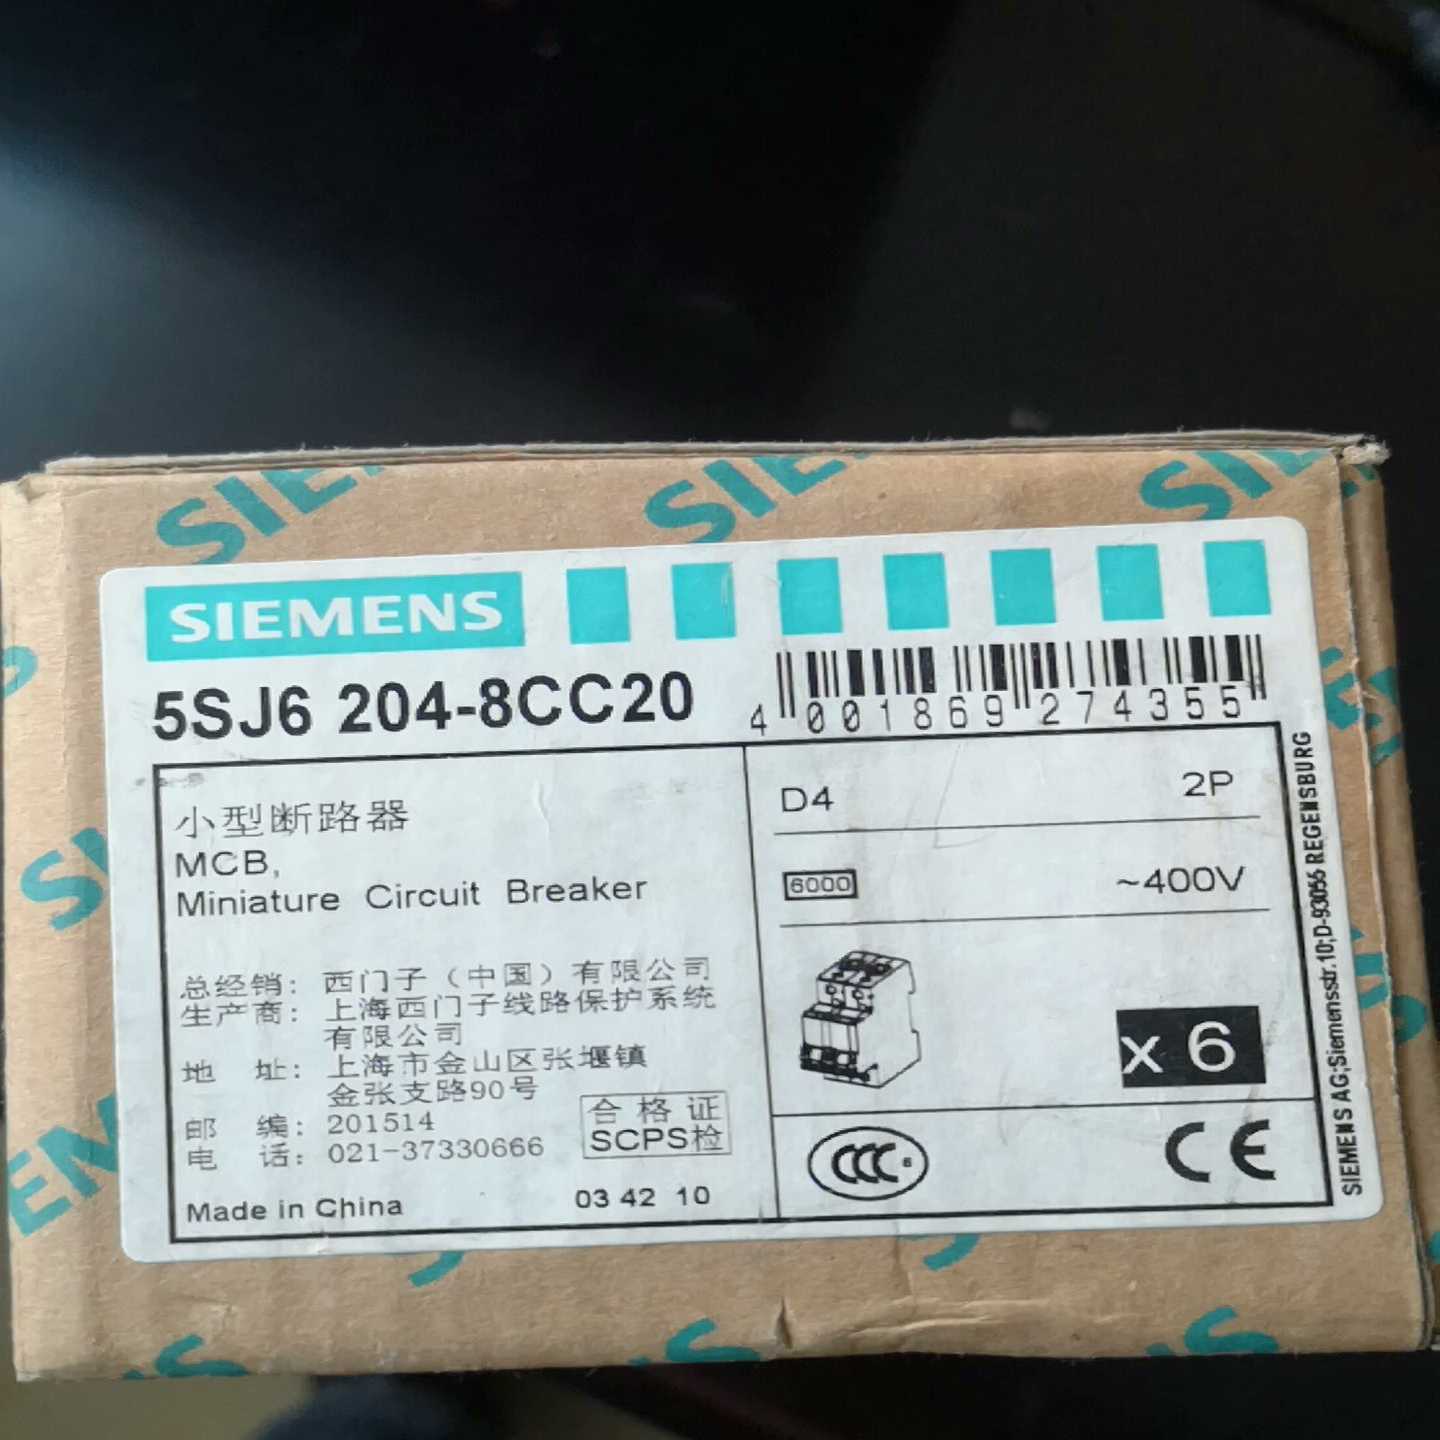 SIEMENS
5SJ6 204-8CC20
4 001869 274355
小型断路器
MCB,
Miniature Circuit Breaker
总经销: 西门子（中国）有限公司
生产商: 上海西门子线路保护系统
有限公司
地 址: 上海市金山区张堰镇
金张支路90号
邮 编: 201514
电 话: 021-37330666
合格证
SCPS检
Made in China
03 42 10
D4 2P
6000 ~400V
x 6
CCC
CE
SIEMENS AG;Siemensstr.10;D-93055 REGENSBURG